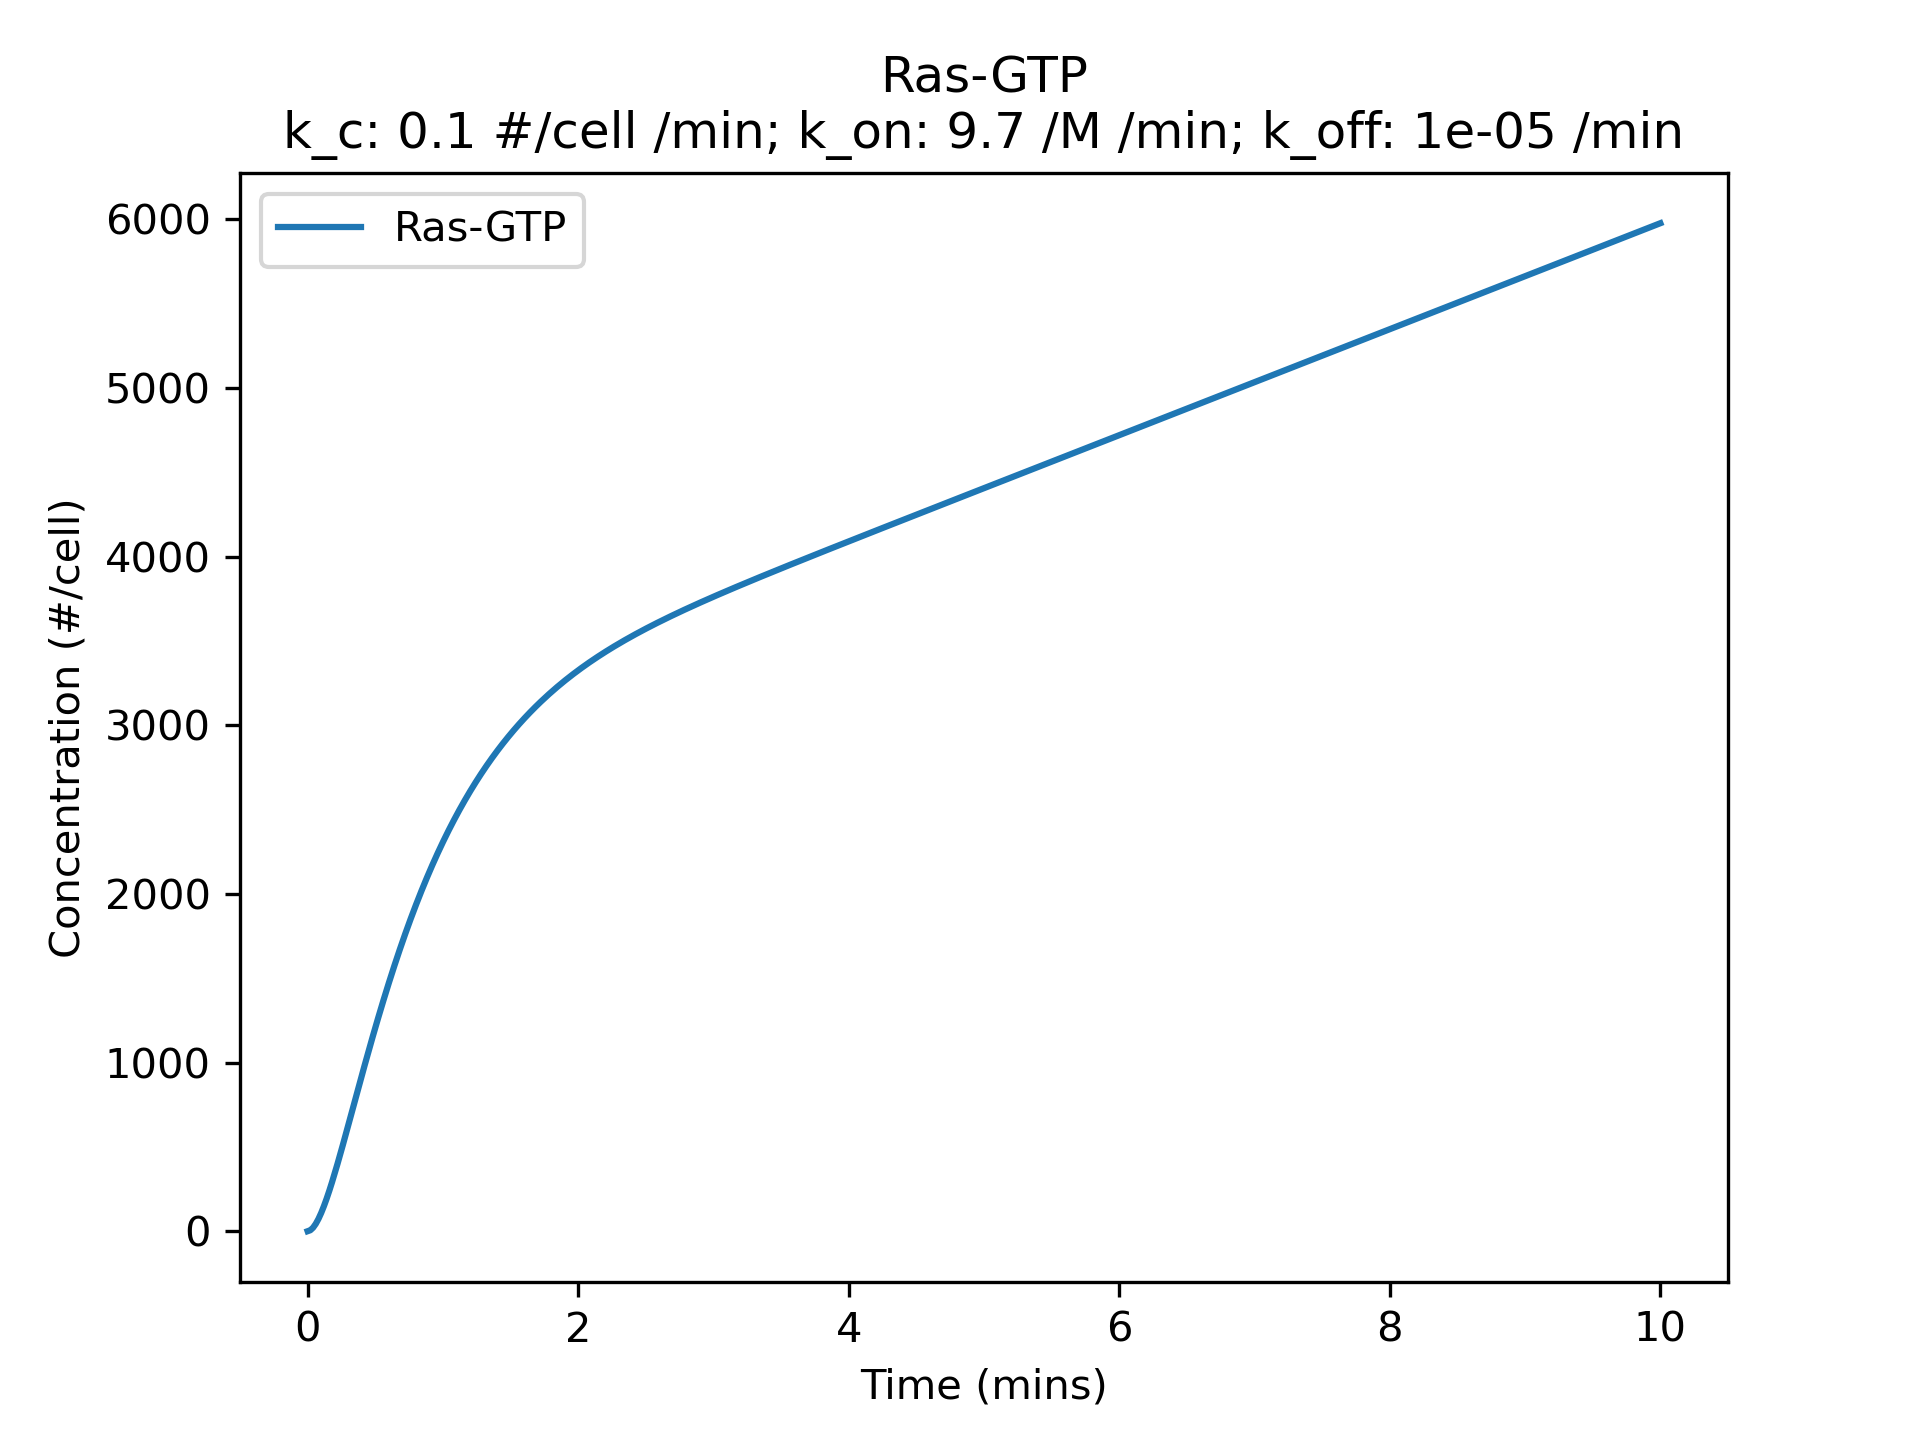 Ras-GTP
k_c: 0.1 #/cell /min; k_on: 9.7 /M /min; k_off: 1e-05 /min
Ras-GTP
6000
5000
4000
3000
2000
1000
0
Concentration (#/cell)
0 2 4 6 8 10
Time (mins)